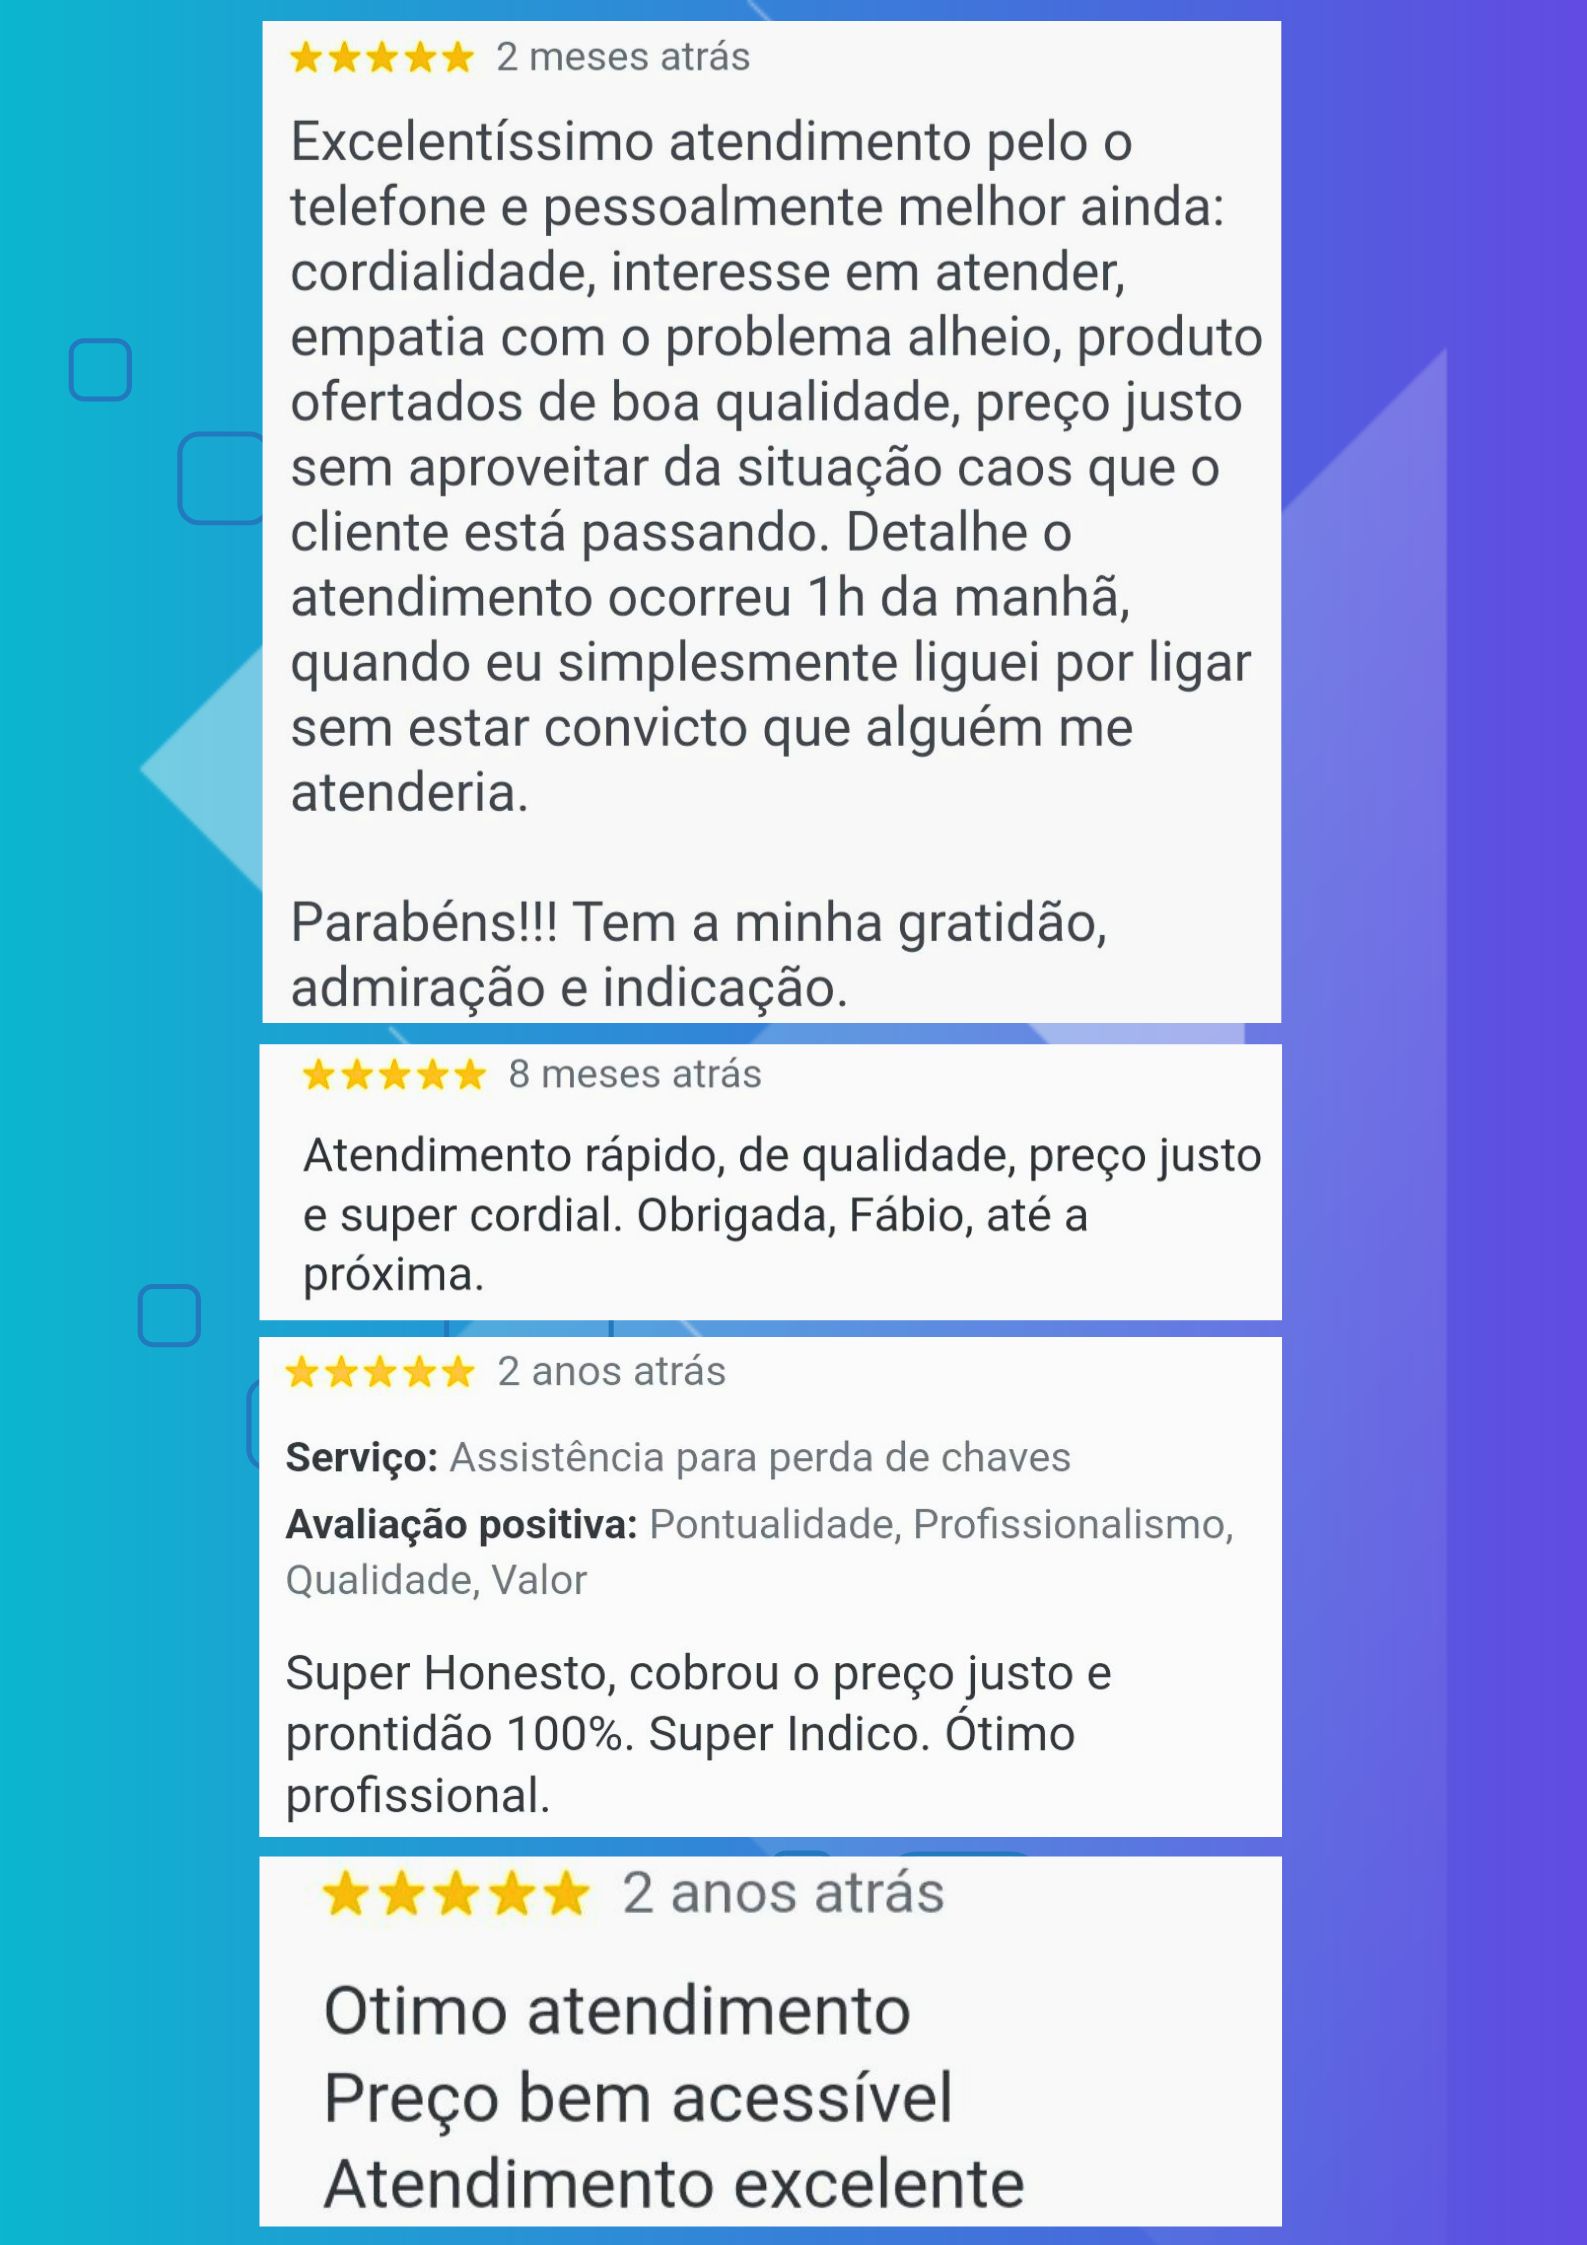 2 meses atrás
Excelentíssimo atendimento pelo o
telefone e pessoalmente melhor ainda:
cordialidade, interesse em atender,
empatia com o problema alheio, produto
ofertados de boa qualidade, preço justo
sem aproveitar da situação caos que o
cliente está passando. Detalhe o
atendimento ocorreu 1h da manhã,
quando eu simplesmente liguei por ligar
sem estar convicto que alguém me
atenderia.
Parabéns!!! Tem a minha gratidão,
admiração e indicação.
8 meses atrás
Atendimento rápido, de qualidade, preço justo
e super cordial. Obrigada, Fábio, até a
próxima.
2 anos atrás
Serviço: Assistência para perda de chaves
Avaliação positiva: Pontualidade, Profissionalismo,
Qualidade, Valor
Super Honesto, cobrou o preço justo e
prontidão 100%. Super Indico. Ótimo
profissional.
2 anos atrás
Otimo atendimento
Preço bem acessível
Atendimento excelente